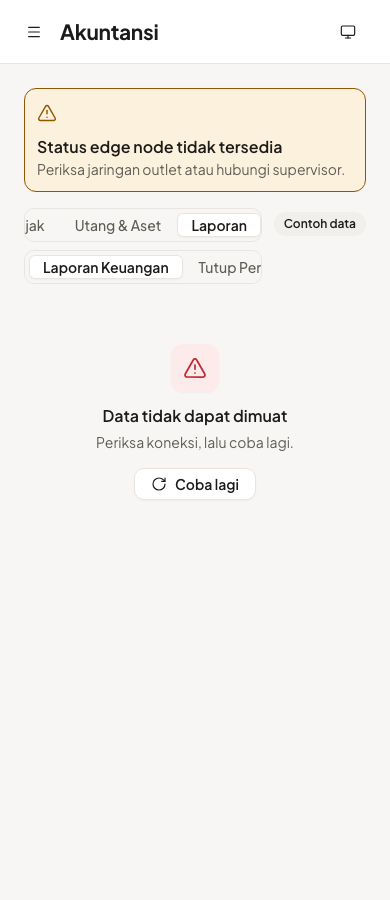 Akuntansi
Status edge node tidak tersedia
Periksa jaringan outlet atau hubungi supervisor.
jak Utang & Aset Laporan Contoh data
Laporan Keuangan Tutup Per
Data tidak dapat dimuat
Periksa koneksi, lalu coba lagi.
Coba lagi